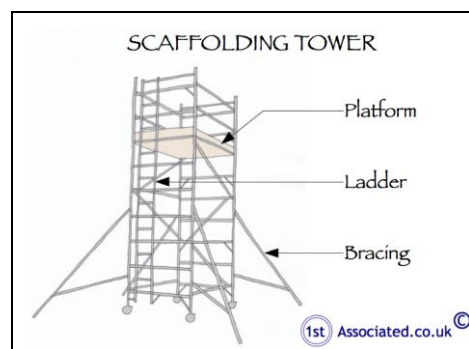 SCAFFOLDING TOWER
Platform
Ladder
Bracing
1st Associated.co.uk ©